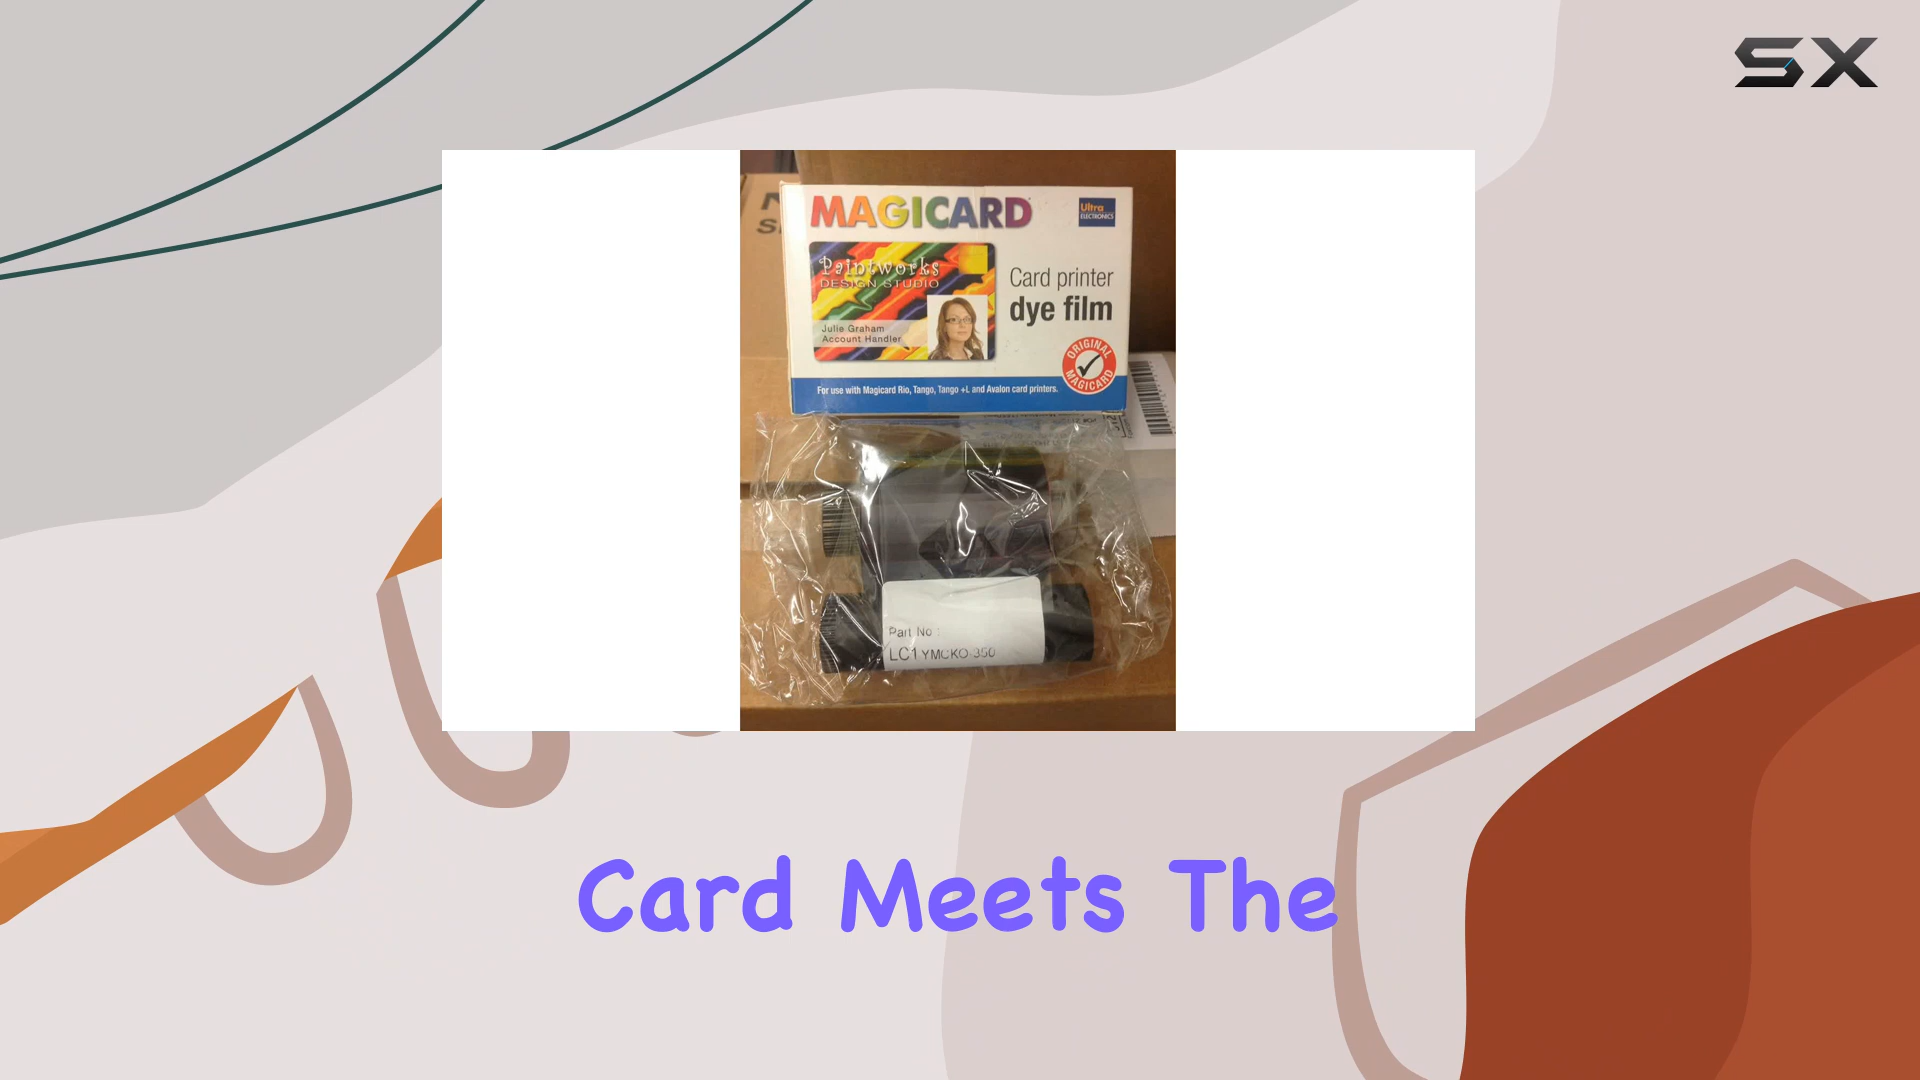 SX
MAGICARD
Ultra
ELECTRONICS
Paintworks
DESIGN STUDIO
Card printer
dye film
Julie Graham
Account Handler
ORIGINAL
MAGICARD
For use with Magicard Rio, Tango, Tango +L and Avalon card printers.
Part No :
LC1 YMCKO-350
Card Meets The